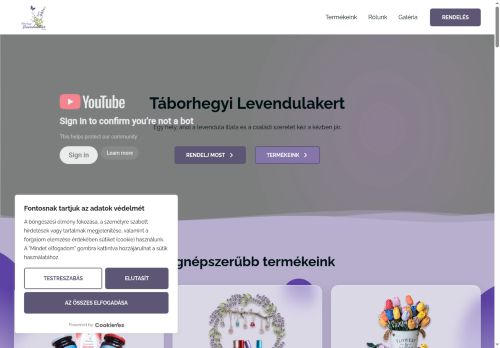 Termékeink
Rólunk
Galéria
RENDELÉS
YouTube
Táborhegyi Levendulakert
Sign in to confirm you're not a bot
Egy hely, ahol a levendula illata és a családi szeretet kéz a kézben jár.
This helps protect our community
Sign in
Learn more
RENDELJ MOST
TERMÉKEINK
Fontosnak tartjuk az adatok védelmét
A böngészési élmény fokozása, a személyre szabott
hirdetések vagy tartalmak megjelenítése, valamint a
forgalom elemzése érdekében sütiket (cookie) használunk.
A "Mindet elfogadom" gombra kattintva hozzájárulhat a sütik
használatához.
TESTRESZABÁS
ELUTASÍT
AZ ÖSSZES ELFOGADÁSA
Powered by CookieYes
gnépszerűbb termékeink